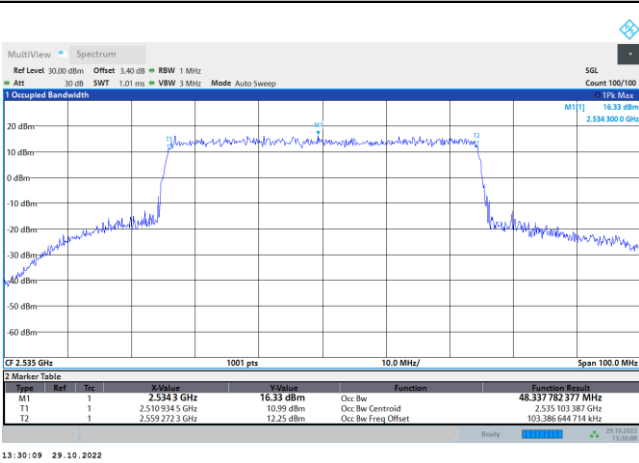 MultiView Spectrum
Ref Level 30.00 dBm Offset 3.40 dB RBW 1 MHz SGL
Att 30 dB SWT 1.01 ms VBW 3 MHz Mode Auto Sweep Count 100/100
1 Occupied Bandwidth 1Pk Max
M1[1] 16.33 dBm
2.534 300 0 GHz
M1
T1 T2
20 dBm
10 dBm
0 dBm
-10 dBm
-20 dBm
-30 dBm
-40 dBm
-50 dBm
-60 dBm
CF 2.535 GHz 1001 pts 10.0 MHz/ Span 100.0 MHz
2 Marker Table
Type Ref Trc X-Value Y-Value Function Function Result
M1 1 2.534 3 GHz 16.33 dBm Occ Bw 48.337 782 377 MHz
T1 1 2.510 934 5 GHz 10.99 dBm Occ Bw Centroid 2.535 103 387 GHz
T2 1 2.559 272 3 GHz 12.25 dBm Occ Bw Freq Offset 103.386 644 714 kHz
Ready 29.10.2022
13:30:08
13:30:09 29.10.2022